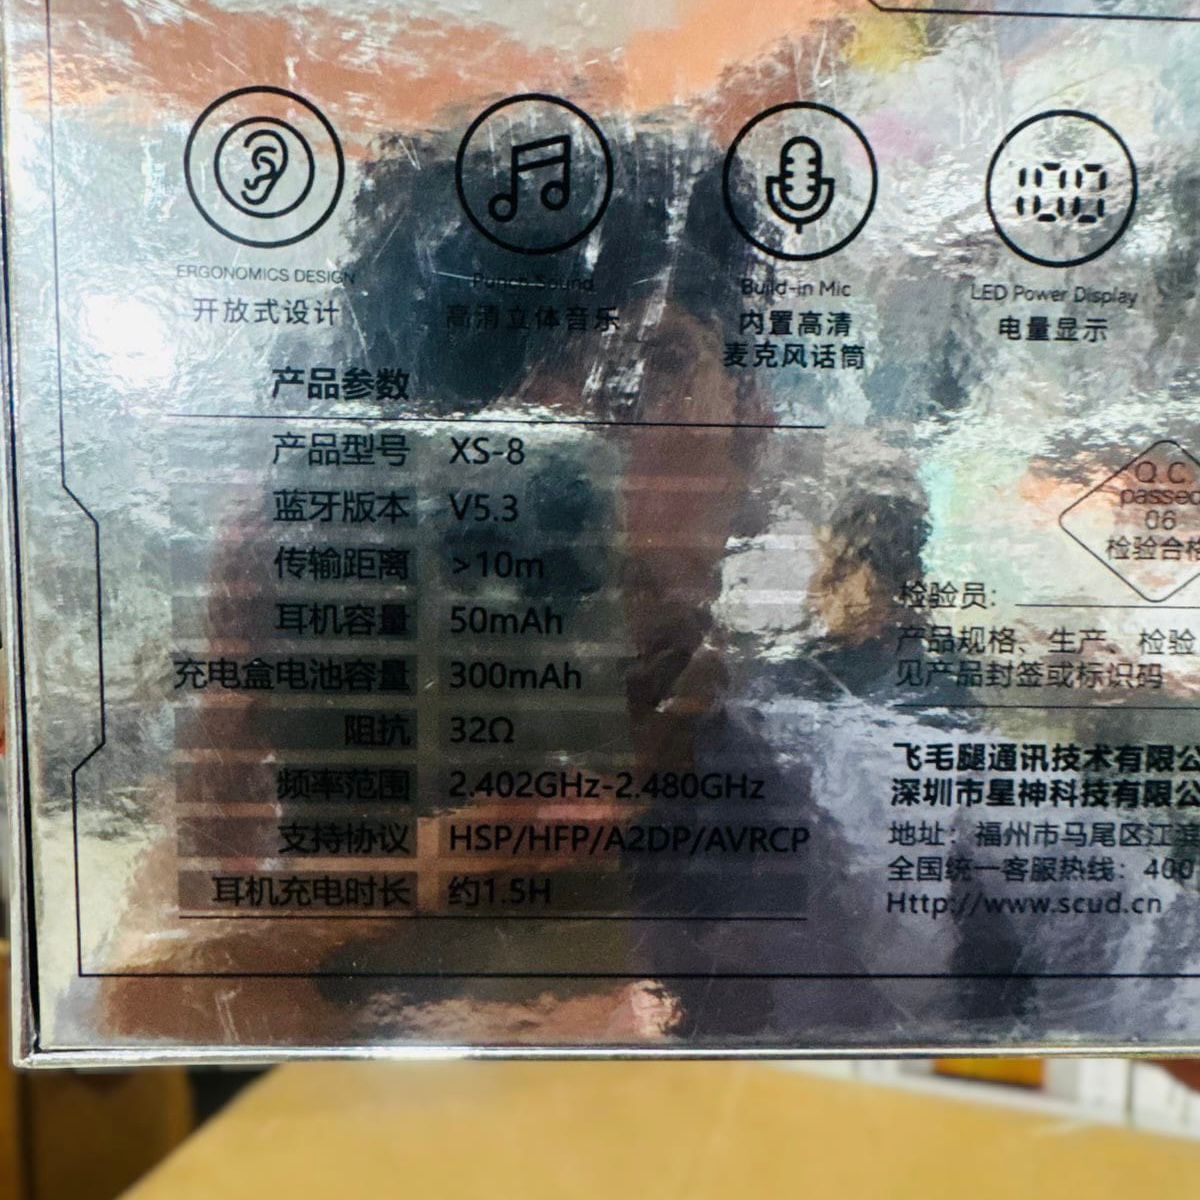 100
ERGONOMICS DESIGN
开放式设计
Punch Sound
高清立体音乐
Build-in Mic
内置高清
麦克风话筒
LED Power Display
电量显示
产品参数
产品型号 XS-8
蓝牙版本 V5.3
传输距离 >10m
耳机容量 50mAh
充电盒电池容量 300mAh
阻抗 32Ω
频率范围 2.402GHz-2.480GHz
支持协议 HSP/HFP/A2DP/AVRCP
耳机充电时长 约1.5H
Q.C.
passed
06
检验合格
检验员:
产品规格、生产、检验
见产品封签或标识码
飞毛腿通讯技术有限公
深圳市星神科技有限公
地址：福州市马尾区江滨
全国统一客服热线：400
Http://www.scud.cn